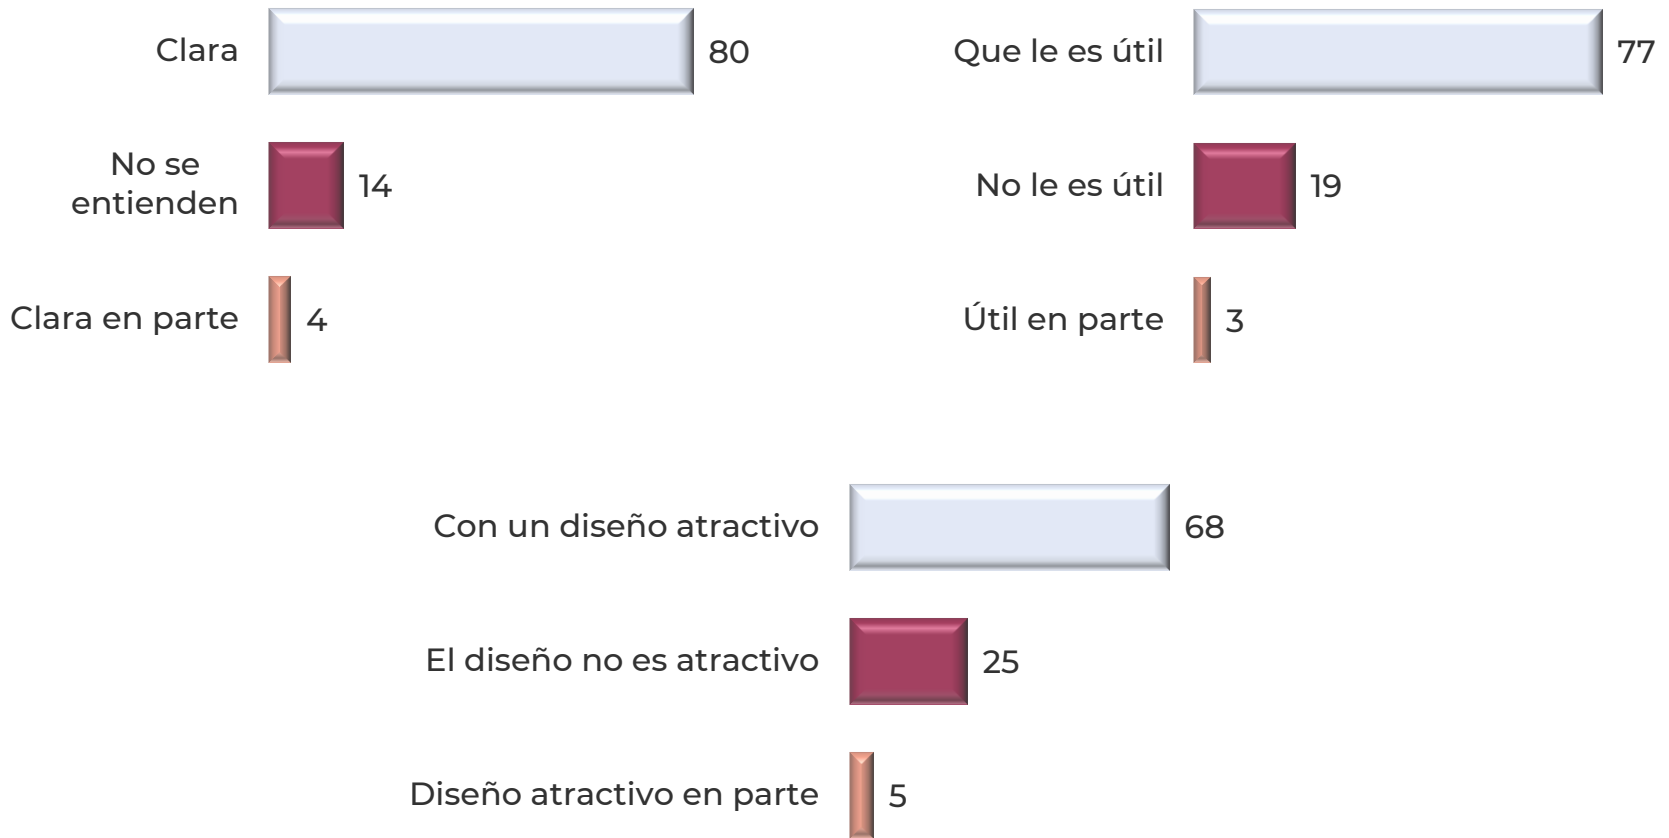 Clara 80
No se
entienden 14
Clara en parte 4
Que le es útil 77
No le es útil 19
Útil en parte 3
Con un diseño atractivo 68
El diseño no es atractivo 25
Diseño atractivo en parte 5